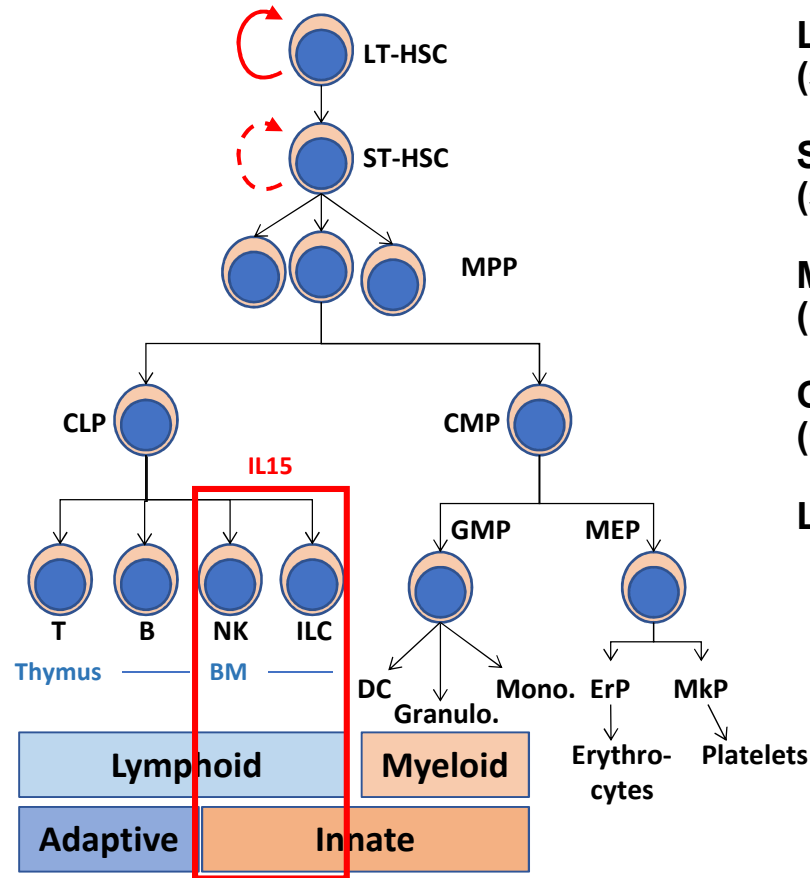 LT-HSC
ST-HSC
MPP
CLP
CMP
IL15
GMP
MEP
T
B
NK
ILC
Thymus
BM
DC
Granulo.
Mono.
ErP
MkP
Erythro-
cytes
Platelets
Lymphoid
Myeloid
Adaptive
Innate
L
(
S
(
M
(
C
(
L